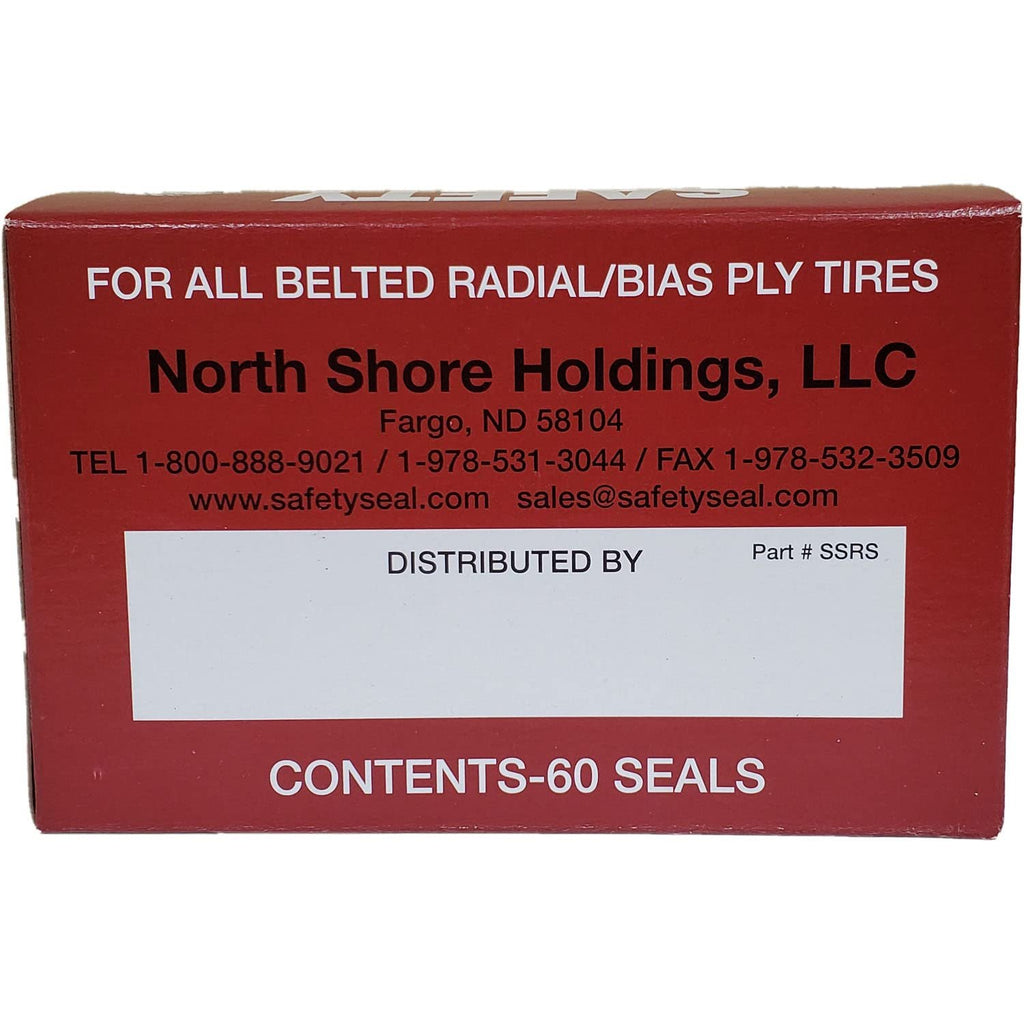 SAFETY
FOR ALL BELTED RADIAL/BIAS PLY TIRES
North Shore Holdings, LLC
Fargo, ND 58104
TEL 1-800-888-9021 / 1-978-531-3044 / FAX 1-978-532-3509
www.safetyseal.com sales@safetyseal.com
DISTRIBUTED BY Part # SSRS
CONTENTS-60 SEALS